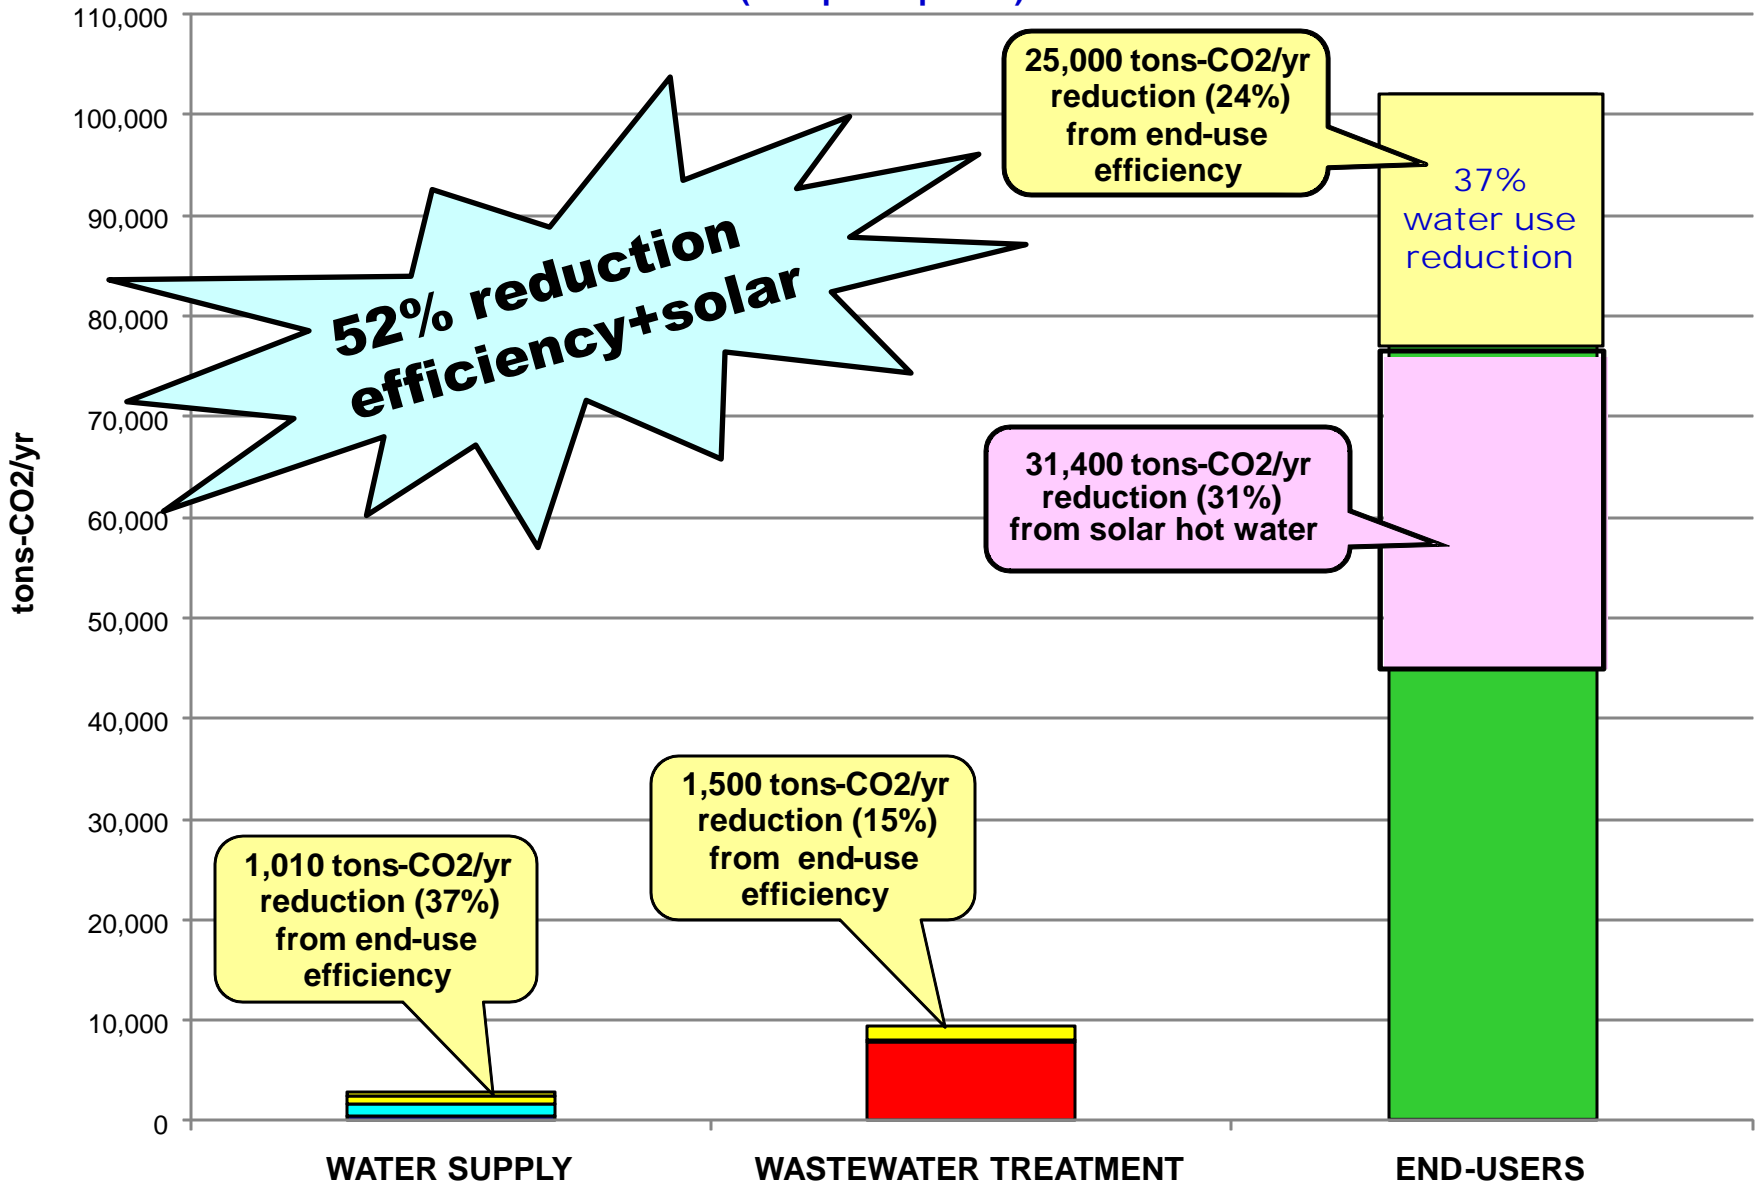 110,000
100,000
90,000
80,000
70,000
60,000
50,000
40,000
30,000
20,000
10,000
0
tons-CO2/yr
52% reduction
efficiency+solar
25,000 tons-CO2/yr
reduction (24%)
from end-use
efficiency
37%
water use
reduction
31,400 tons-CO2/yr
reduction (31%)
from solar hot water
1,500 tons-CO2/yr
reduction (15%)
from end-use
efficiency
1,010 tons-CO2/yr
reduction (37%)
from end-use
efficiency
WATER SUPPLY
WASTEWATER TREATMENT
END-USERS